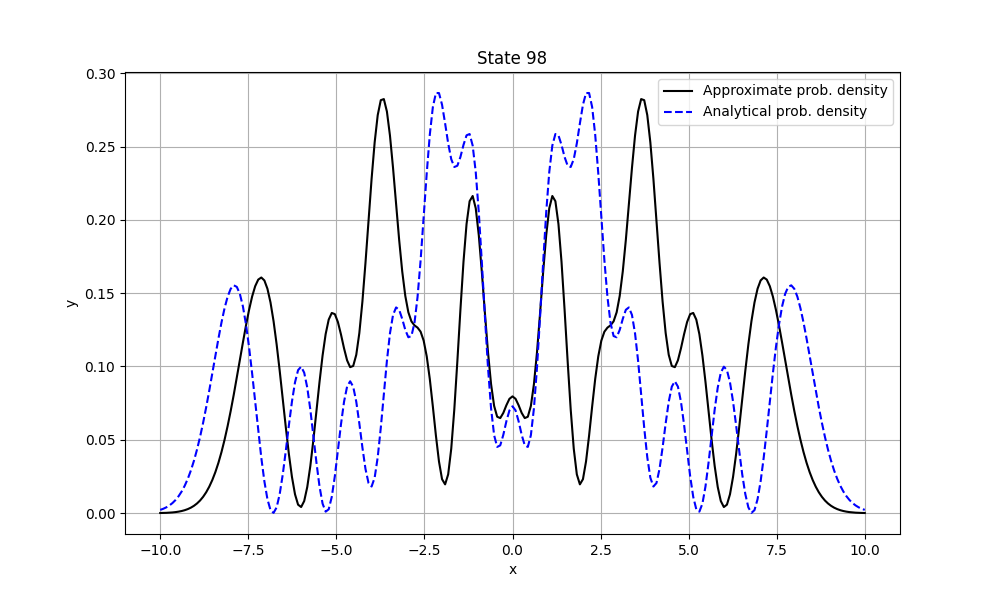 State 98
Approximate prob. density
Analytical prob. density
y
0.30
0.25
0.20
0.15
0.10
0.05
0.00
−10.0 −7.5 −5.0 −2.5 0.0 2.5 5.0 7.5 10.0
x